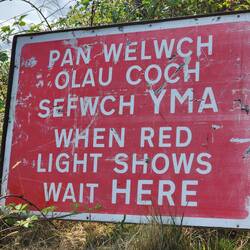 PAN WELWCH
OLAU COCH
SEFWCH YMA
WHEN RED
LIGHT SHOWS
WAIT HERE